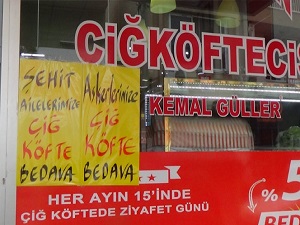 ÇİĞKÖFTECİ
KEMAL GÜLLER
ŞEHİT
AİLELERİMİZE
ÇİĞ
KÖFTE
BEDAVA
Askerlerimize
ÇİĞ
KÖFTE
BEDAVA
HER AYIN 15'İNDE
ÇİĞ KÖFTEDE ZİYAFET GÜNÜ
%5